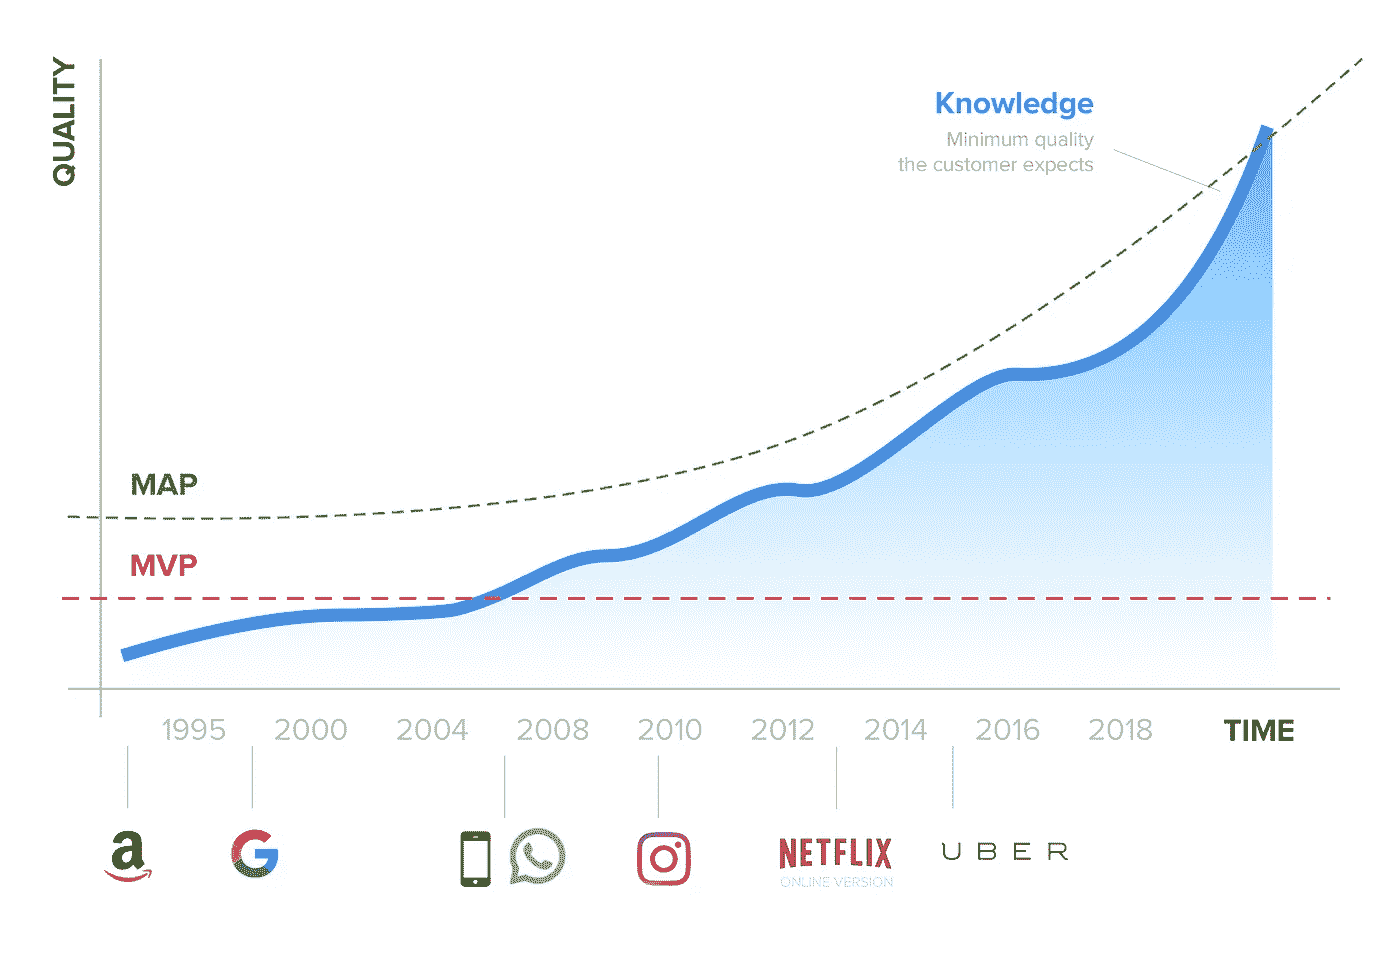 QUALITY
Knowledge
Minimum quality
the customer expects
MAP
MVP
1995 2000 2004 2008 2010 2012 2014 2016 2018 TIME
a G NETFLIX UBER
ONLINE VERSION